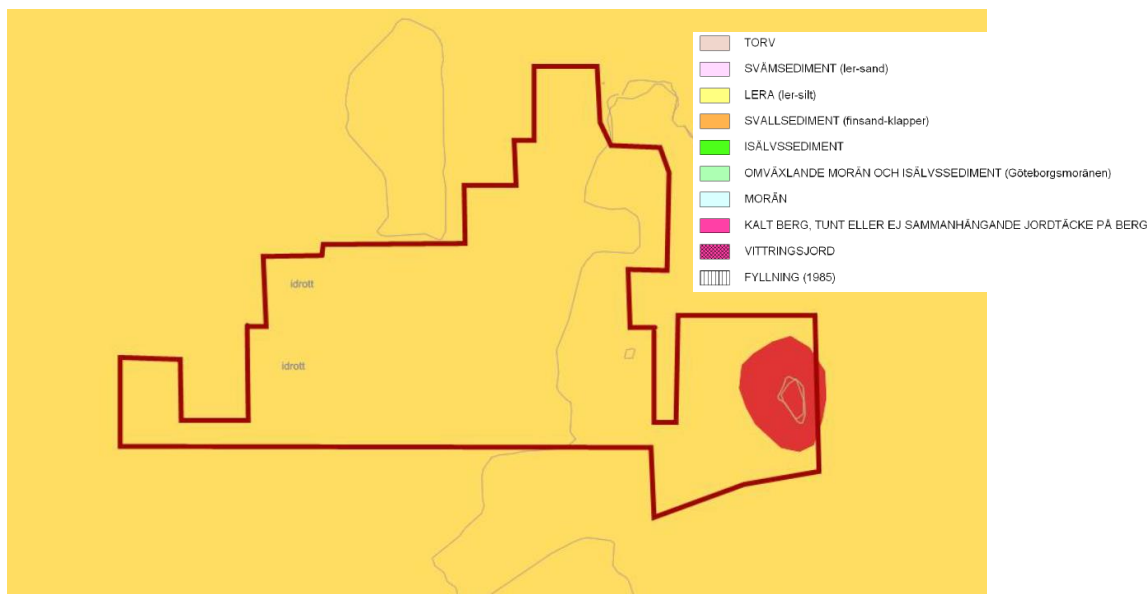 TORV
SVÄMSEDIMENT (ler-sand)
LERA (ler-silt)
SVALLSEDIMENT (finsand-klapper)
ISÄLVSSEDIMENT
OMVÄXLANDE MORÄN OCH ISÄLVSSEDIMENT (Göteborgsmoränen)
MORÄN
KALT BERG, TUNT ELLER EJ SAMMANHÄNGANDE JORDTÄCKE PÅ BERG
VITTRINGSJORD
FYLLNING (1985)
idrott
idrott